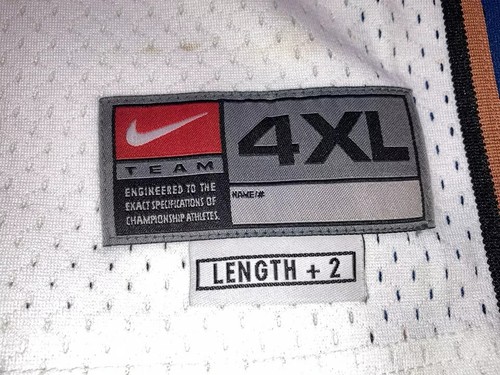 TEAM
4XL
ENGINEERED TO THE
EXACT SPECIFICATIONS OF
CHAMPIONSHIP ATHLETES.
NAME/#
LENGTH + 2